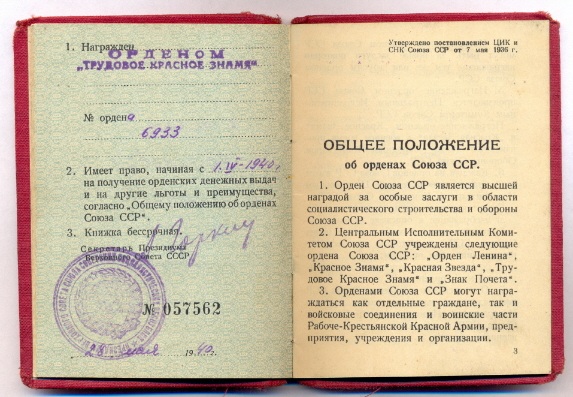 1. Награжден
ОРДЕНОМ
„ТРУДОВОЕ КРАСНОЕ ЗНАМЯ“
№ ордена
6933
2. Имеет право, начиная с 1.IV-1940г.
на получение орденских денежных выдач
и на другие льготы и преимущества,
согласно „Общему положению об орденах
Союза ССР“.
3. Книжка бессрочная.
Секретарь Президиума
Верховного Совета СССР
№ 057562
28 мая 1940г.
Утверждено постановлением ЦИК и
СНК Союза ССР от 7 мая 1936 г.
ОБЩЕЕ ПОЛОЖЕНИЕ
об орденах Союза ССР.
1. Орден Союза ССР является высшей
наградой за особые заслуги в области
социалистического строительства и обороны
Союза ССР.
2. Центральным Исполнительным Коми-
тетом Союза ССР учреждены следующие
ордена Союза ССР: „Орден Ленина“,
„Красное Знамя“, „Красная Звезда“, „Тру-
довое Красное Знамя“ и „Знак Почета“.
3. Орденами Союза ССР могут награ-
ждаться как отдельные граждане, так и
войсковые соединения и воинские части
Рабоче-Крестьянской Красной Армии, пред-
приятия, учреждения и организации.
3